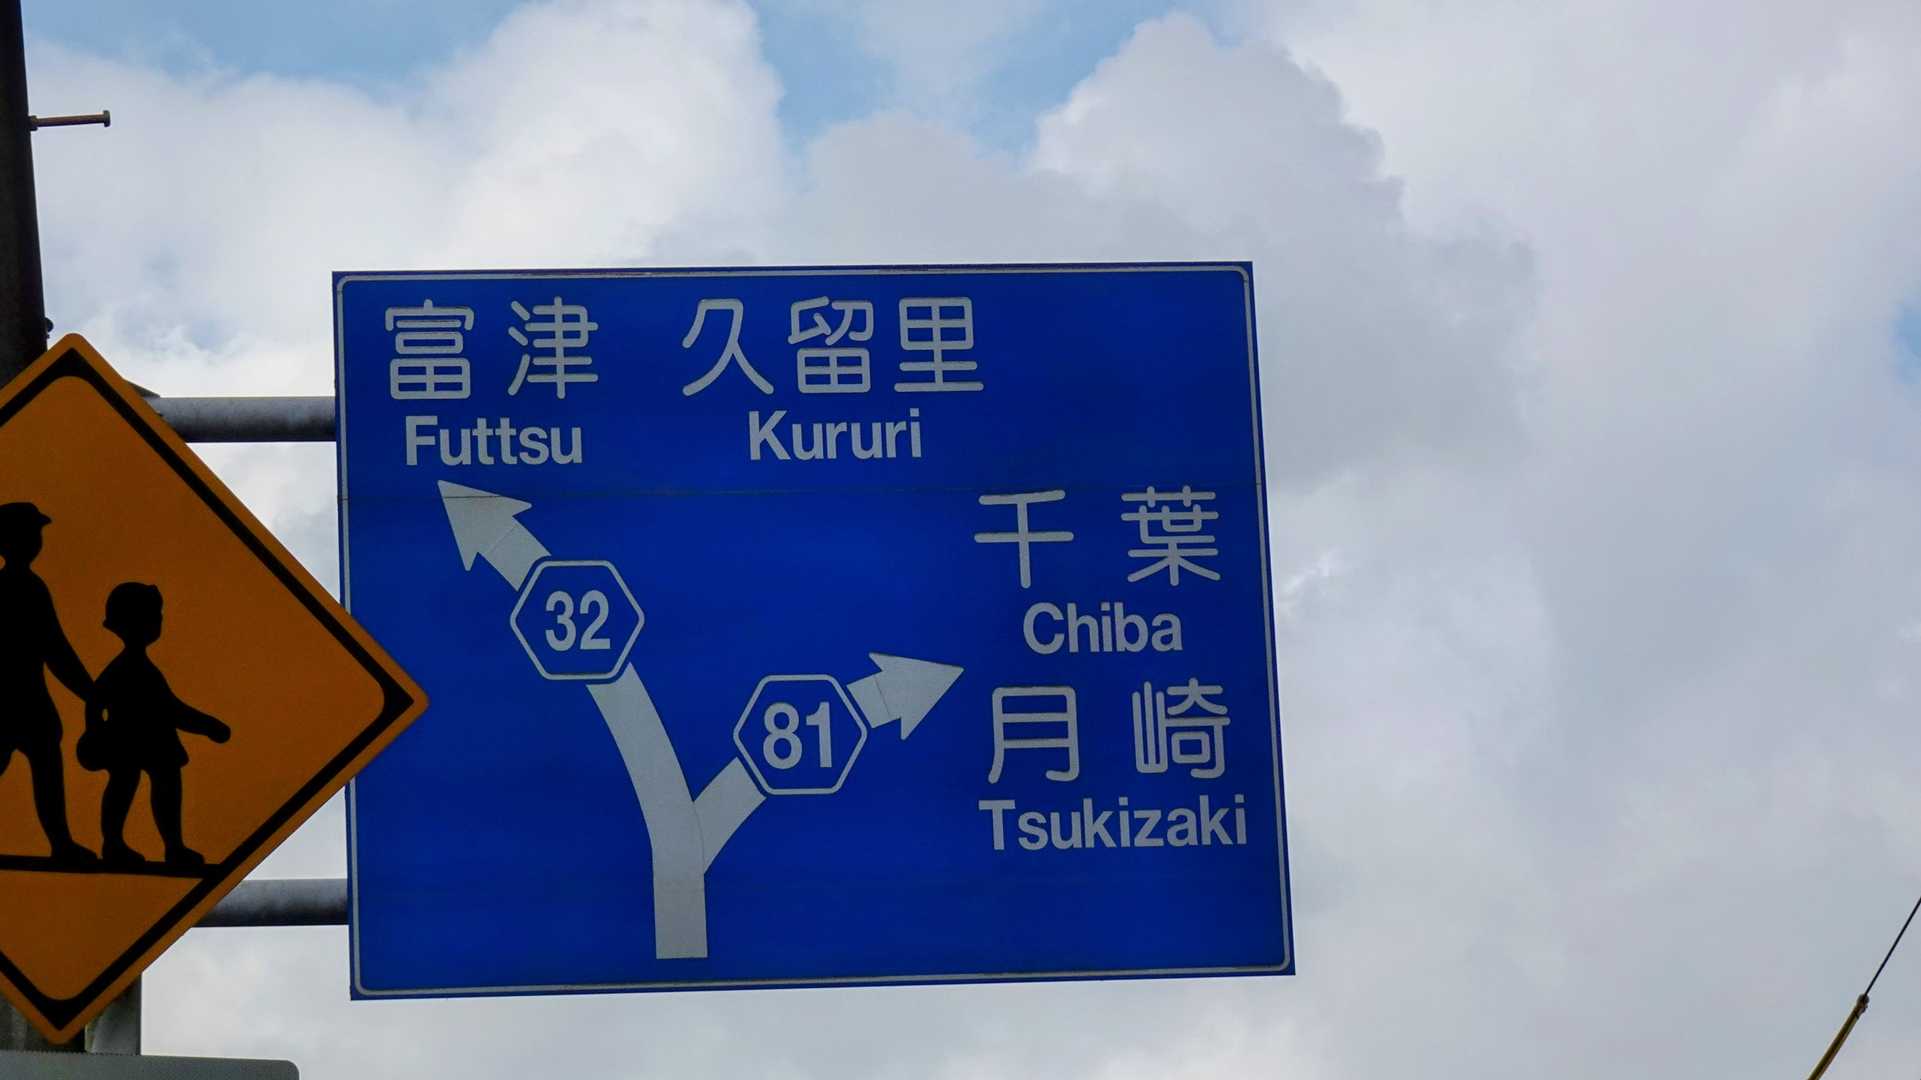 富津 久留里
Futtsu Kururi
千葉
Chiba
32
月崎
81
Tsukizaki